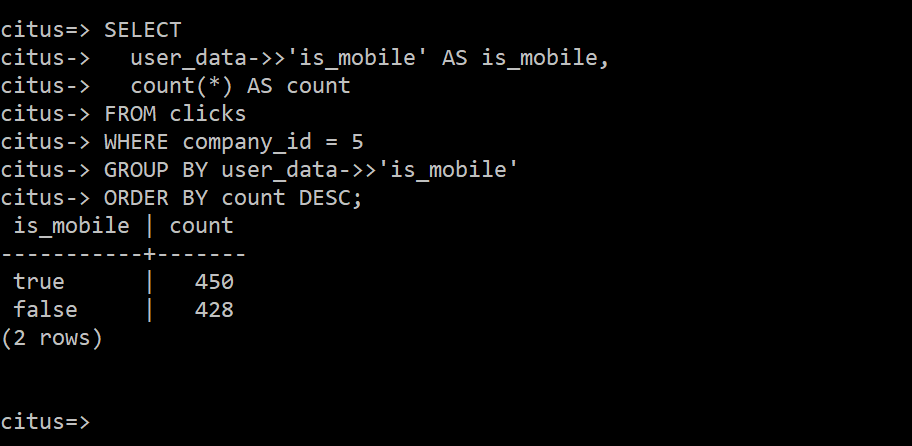 citus=> SELECT
citus->   user_data->>'is_mobile' AS is_mobile,
citus->   count(*) AS count
citus-> FROM clicks
citus-> WHERE company_id = 5
citus-> GROUP BY user_data->>'is_mobile'
citus-> ORDER BY count DESC;
 is_mobile | count
-----------+-------
 true      |   450
 false     |   428
(2 rows)
citus=>